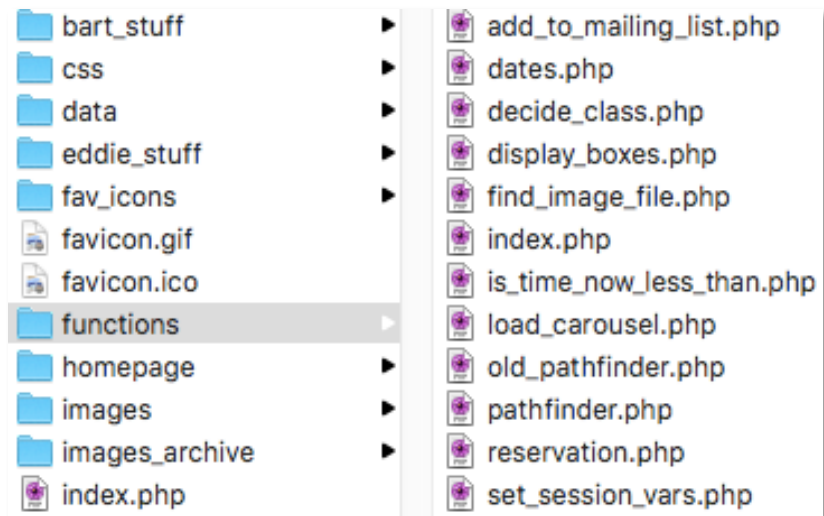 bart_stuff
css
data
eddie_stuff
fav_icons
favicon.gif
favicon.ico
functions
homepage
images
images_archive
index.php
add_to_mailing_list.php
dates.php
decide_class.php
display_boxes.php
find_image_file.php
index.php
is_time_now_less_than.php
load_carousel.php
old_pathfinder.php
pathfinder.php
reservation.php
set_session_vars.php